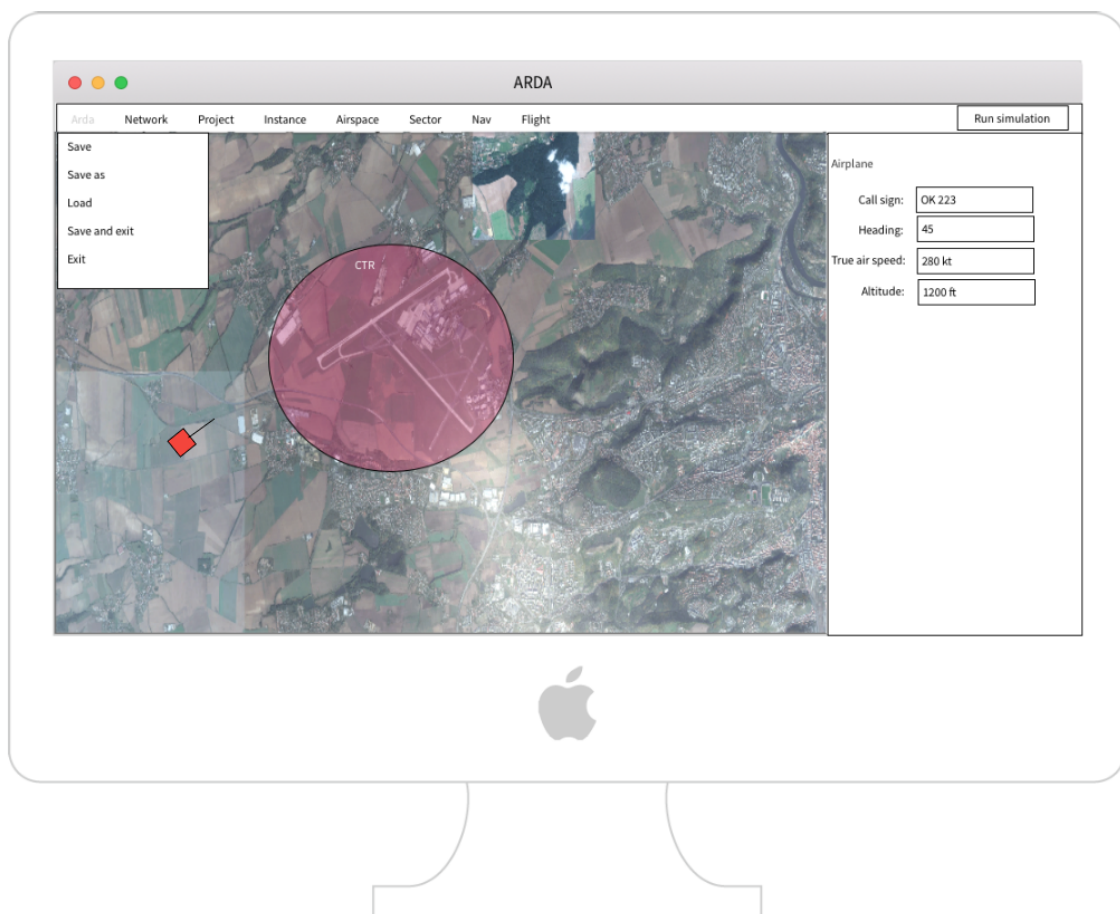 ARDA
Arda Network Project Instance Airspace Sector Nav Flight Run simulation
Save
Save as
Load
Save and exit
Exit
CTR
Airplane
Call sign: OK 223
Heading: 45
True air speed: 280 kt
Altitude: 1200 ft